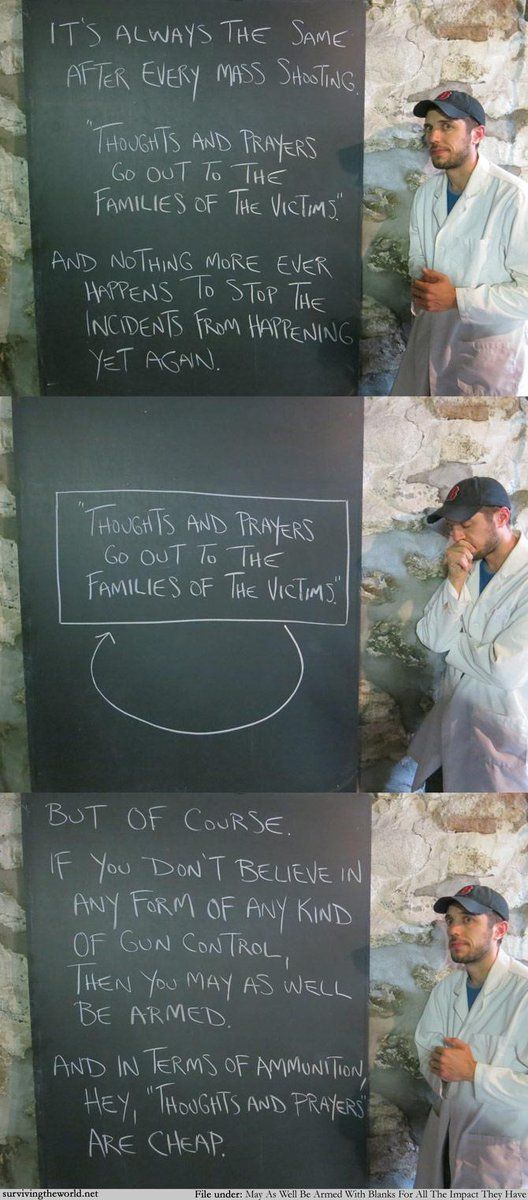 IT'S ALWAYS THE SAME
AFTER EVERY MASS SHOOTING.
"THOUGHTS AND PRAYERS
GO OUT TO THE
FAMILIES OF THE VICTIMS."
AND NOTHING MORE EVER
HAPPENS TO STOP THE
INCIDENTS FROM HAPPENING
YET AGAIN.
"THOUGHTS AND PRAYERS
GO OUT TO THE
FAMILIES OF THE VICTIMS."
BUT OF COURSE.
IF YOU DON'T BELIEVE IN
ANY FORM OF ANY KIND
OF GUN CONTROL,
THEN YOU MAY AS WELL
BE ARMED.
AND IN TERMS OF AMMUNITION,
HEY, "THOUGHTS AND PRAYERS"
ARE CHEAP.
survivingtheworld.net
File under: May As Well Be Armed With Blanks For All The Impact They H